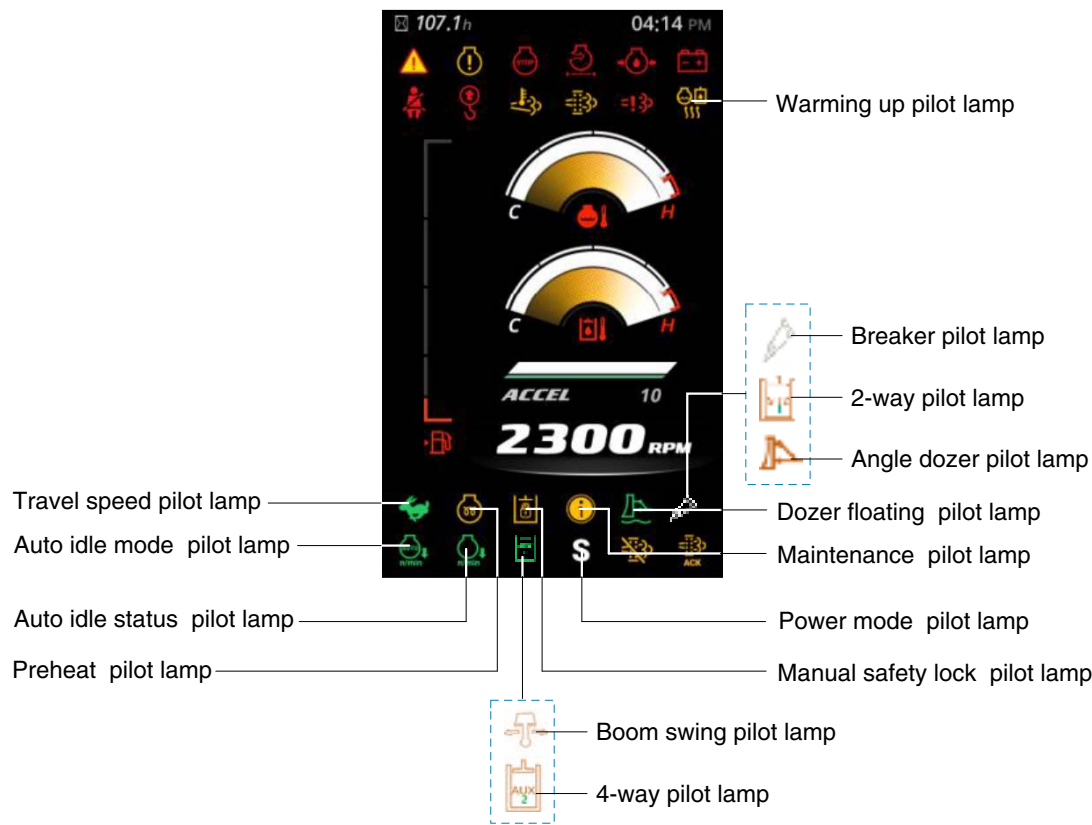 107.1h 04:14 PM
STOP
Warming up pilot lamp
C H
C H
Breaker pilot lamp
2-way pilot lamp
ACCEL 10
2300 RPM
Angle dozer pilot lamp
Travel speed pilot lamp
Dozer floating pilot lamp
Auto idle mode pilot lamp
Maintenance pilot lamp
n/min n/min S ACK
Auto idle status pilot lamp
Power mode pilot lamp
Preheat pilot lamp
Manual safety lock pilot lamp
Boom swing pilot lamp
AUX
2
4-way pilot lamp